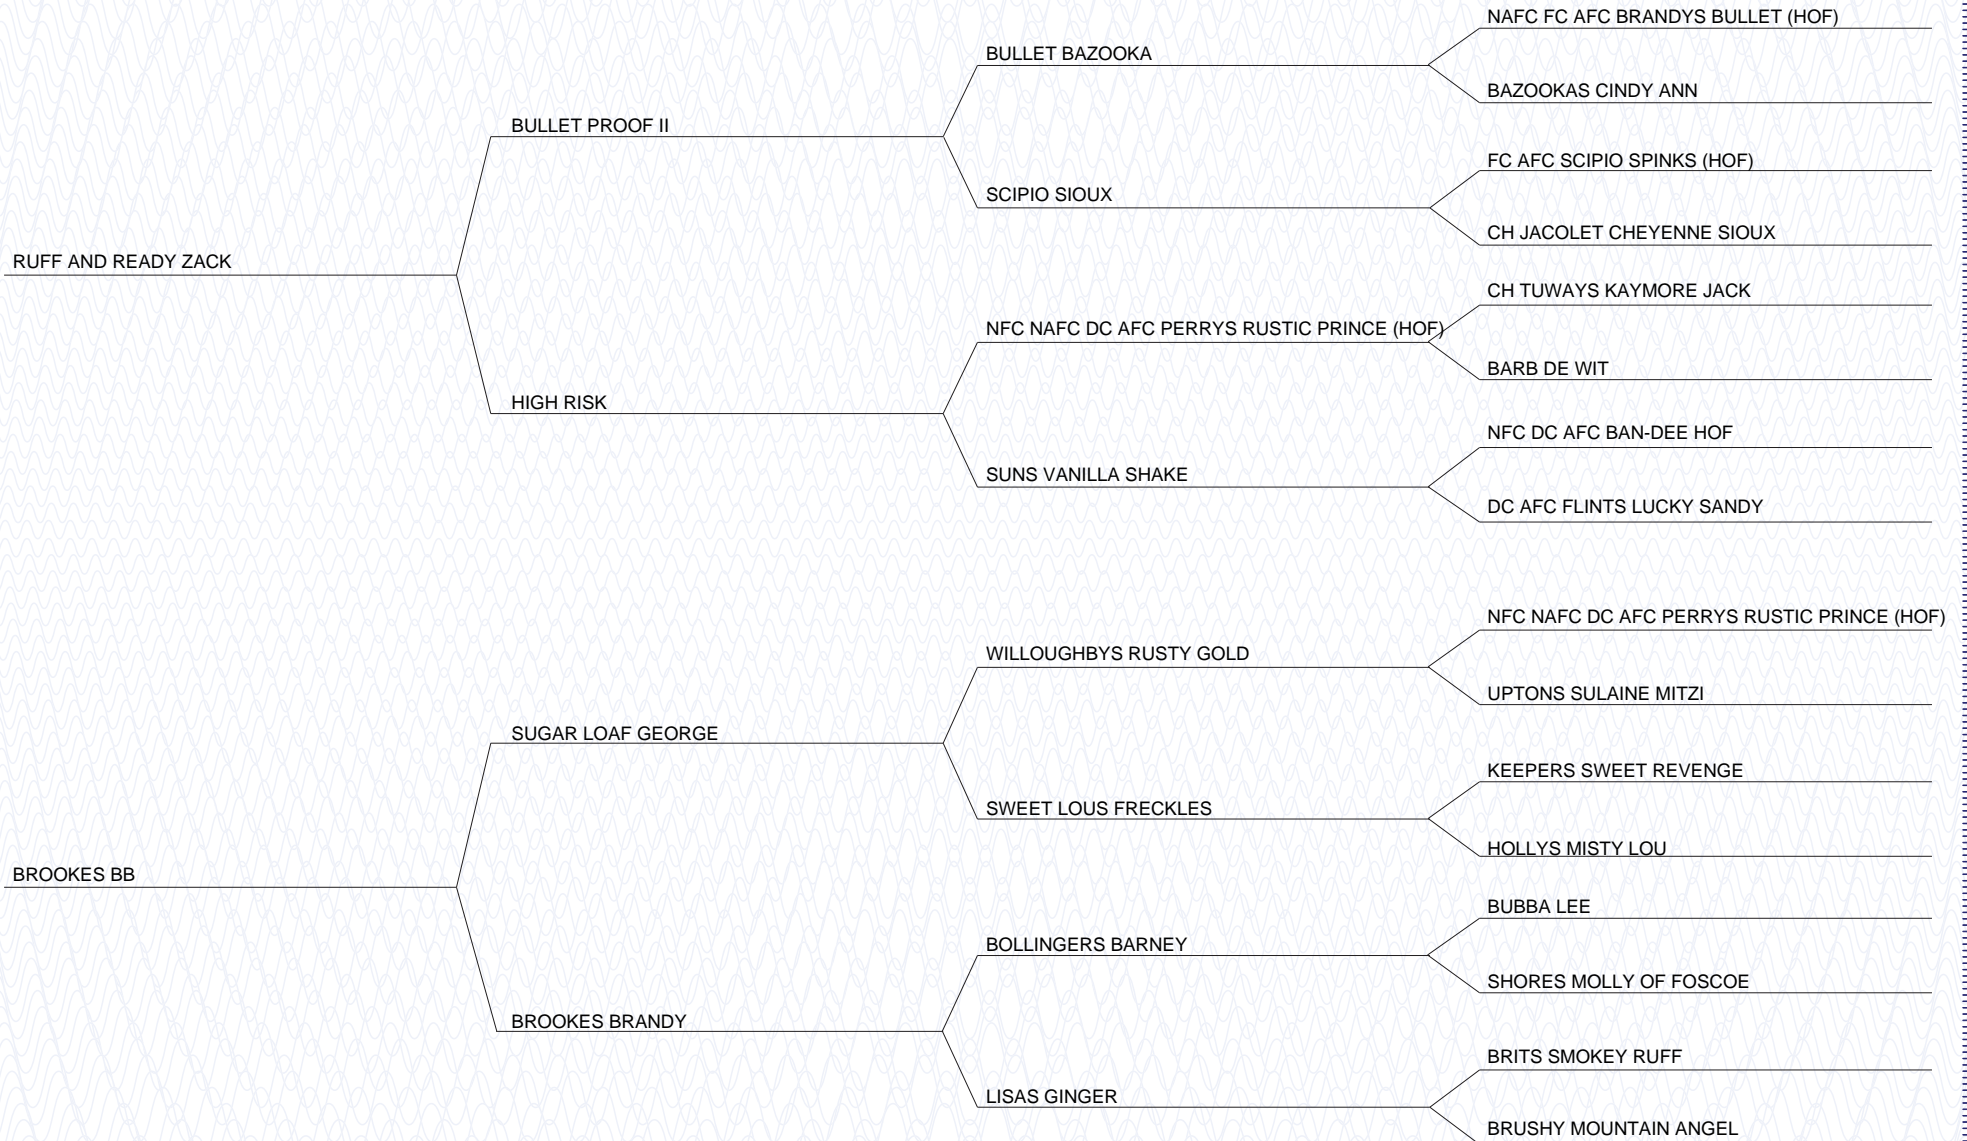 NAFC FC AFC BRANDYS BULLET (HOF)
BULLET BAZOOKA
BAZOOKAS CINDY ANN
BULLET PROOF II
FC AFC SCIPIO SPINKS (HOF)
SCIPIO SIOUX
CH JACOLET CHEYENNE SIOUX
RUFF AND READY ZACK
CH TUWAYS KAYMORE JACK
NFC NAFC DC AFC PERRYS RUSTIC PRINCE (HOF)
BARB DE WIT
HIGH RISK
NFC DC AFC BAN-DEE HOF
SUNS VANILLA SHAKE
DC AFC FLINTS LUCKY SANDY
NFC NAFC DC AFC PERRYS RUSTIC PRINCE (HOF)
WILLOUGHBYS RUSTY GOLD
UPTONS SULAINE MITZI
SUGAR LOAF GEORGE
KEEPERS SWEET REVENGE
SWEET LOUS FRECKLES
HOLLYS MISTY LOU
BROOKES BB
BUBBA LEE
BOLLINGERS BARNEY
SHORES MOLLY OF FOSCOE
BROOKES BRANDY
BRITS SMOKEY RUFF
LISAS GINGER
BRUSHY MOUNTAIN ANGEL